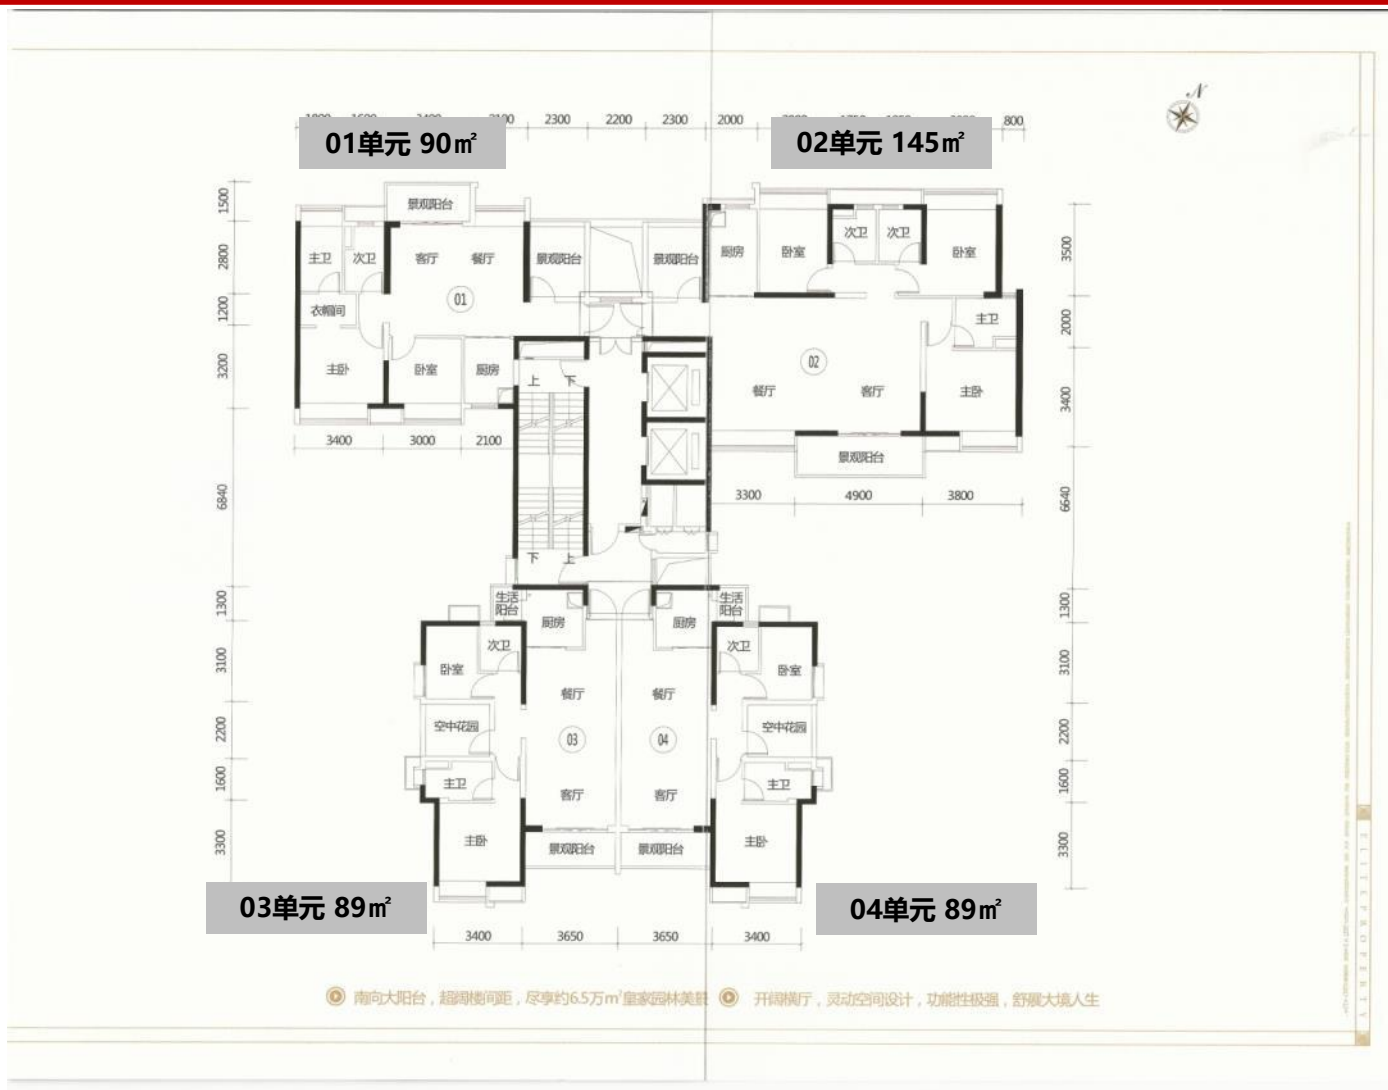 N
2300 2200 2300 2000 800
01单元 90㎡
02单元 145㎡
1500
2800
1200
3200
6840
1300
3100
2200
1600
3300
3500
2000
3400
6640
1300
3100
2200
1600
3300
景观阳台
主卫 次卫 客厅 餐厅 景观阳台 景观阳台
01
衣帽间
主卧 卧室 厨房
3400 3000 2100
厨房 卧室 次卫 次卫 卧室
主卫
02
餐厅 客厅 主卧
景观阳台
3300 4900 3800
上 下
下 上
生活
阳台
厨房 厨房
生活
阳台
次卫 次卫
卧室 卧室
餐厅 餐厅
空中花园 空中花园
03 04
主卫 主卫
客厅 客厅
主卧 主卧
景观阳台 景观阳台
03单元 89㎡
04单元 89㎡
3400 3650 3650 3400
南向大阳台，超阔楼间距，尽享约6.5万㎡皇家园林美景
开阔横厅，灵动空间设计，功能性极强，舒展大境人生
ELITE PROPERTY